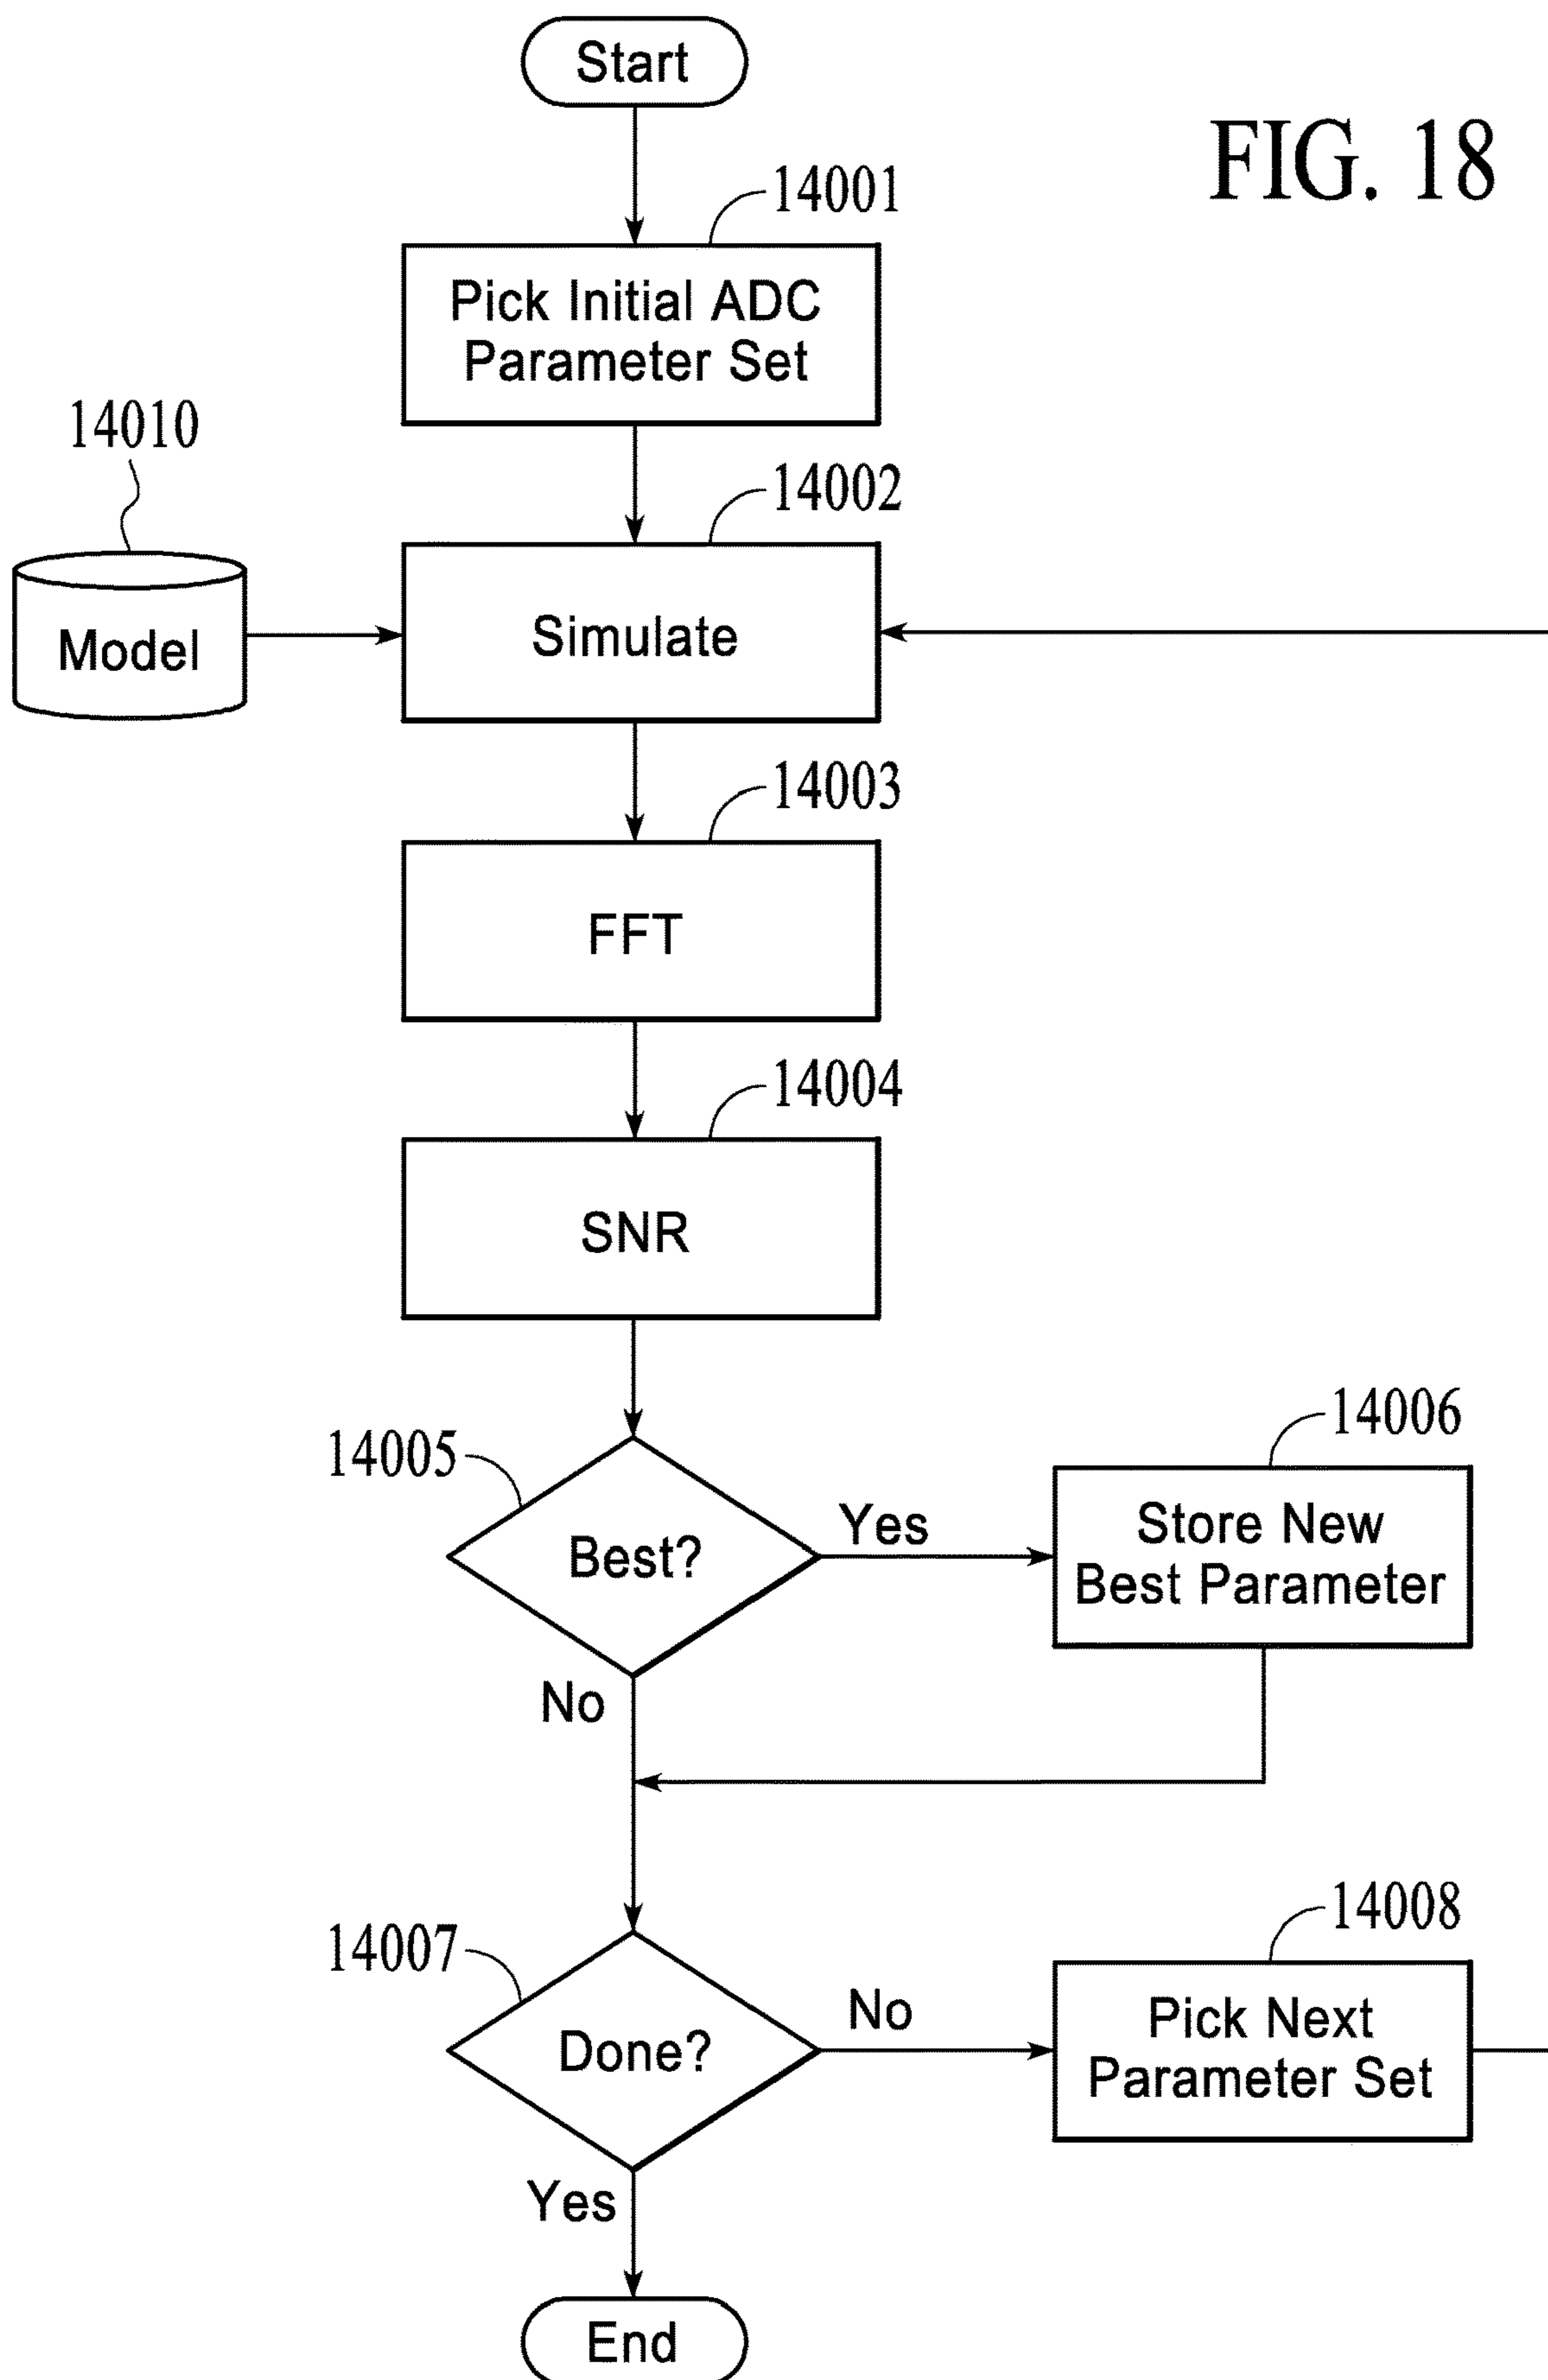 Start
FIG. 18
14001
Pick Initial ADC
Parameter Set
14010
14002
Model
Simulate
14003
FFT
14004
SNR
14005
14006
Best?
Yes
Store New
Best Parameter
No
14007
14008
Done?
No
Pick Next
Parameter Set
Yes
End